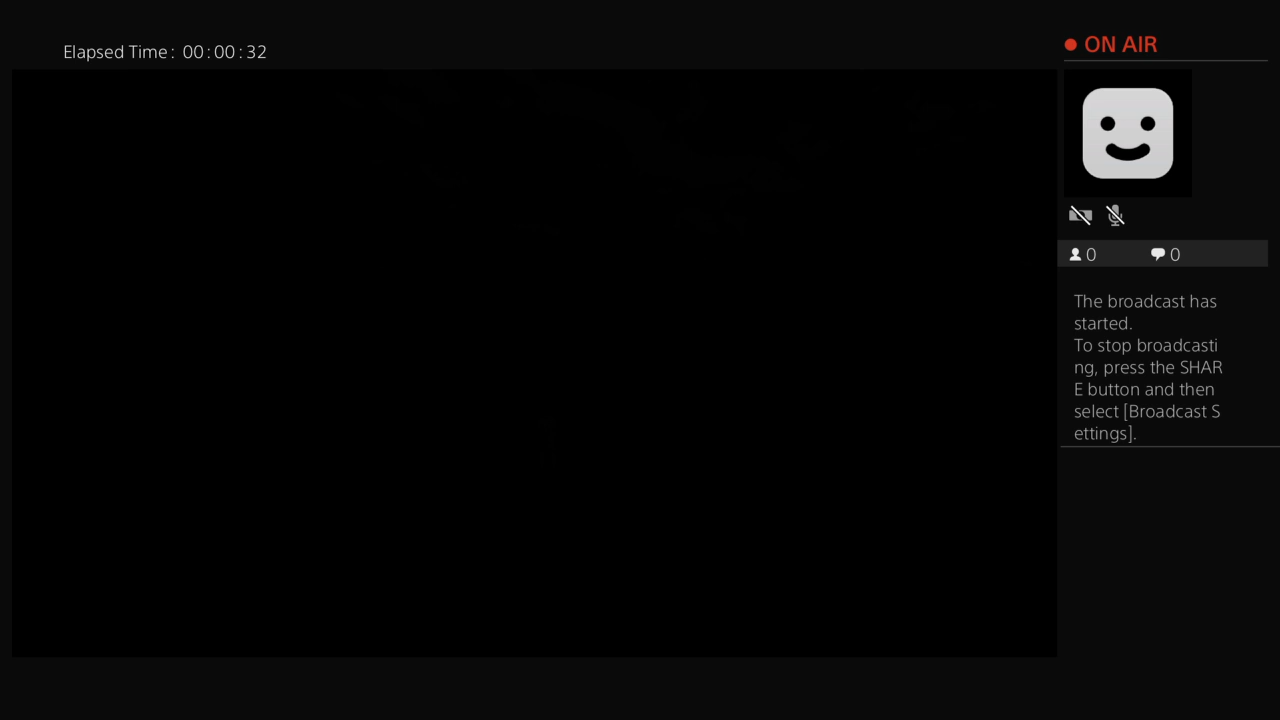 Elapsed Time: 00:00:32
ON AIR
0 0
The broadcast has
started.
To stop broadcasti
ng, press the SHAR
E button and then
select [Broadcast S
ettings].